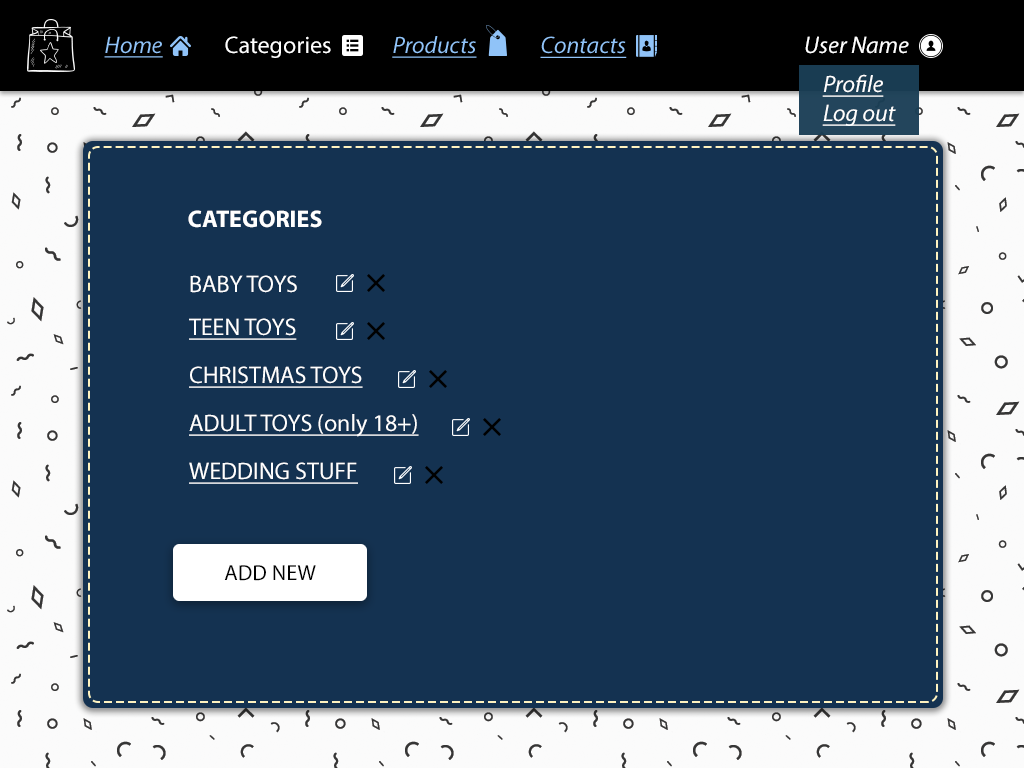 Home Categories Products Contacts User Name
Profile
Log out
CATEGORIES
BABY TOYS
TEEN TOYS
CHRISTMAS TOYS
ADULT TOYS (only 18+)
WEDDING STUFF
ADD NEW